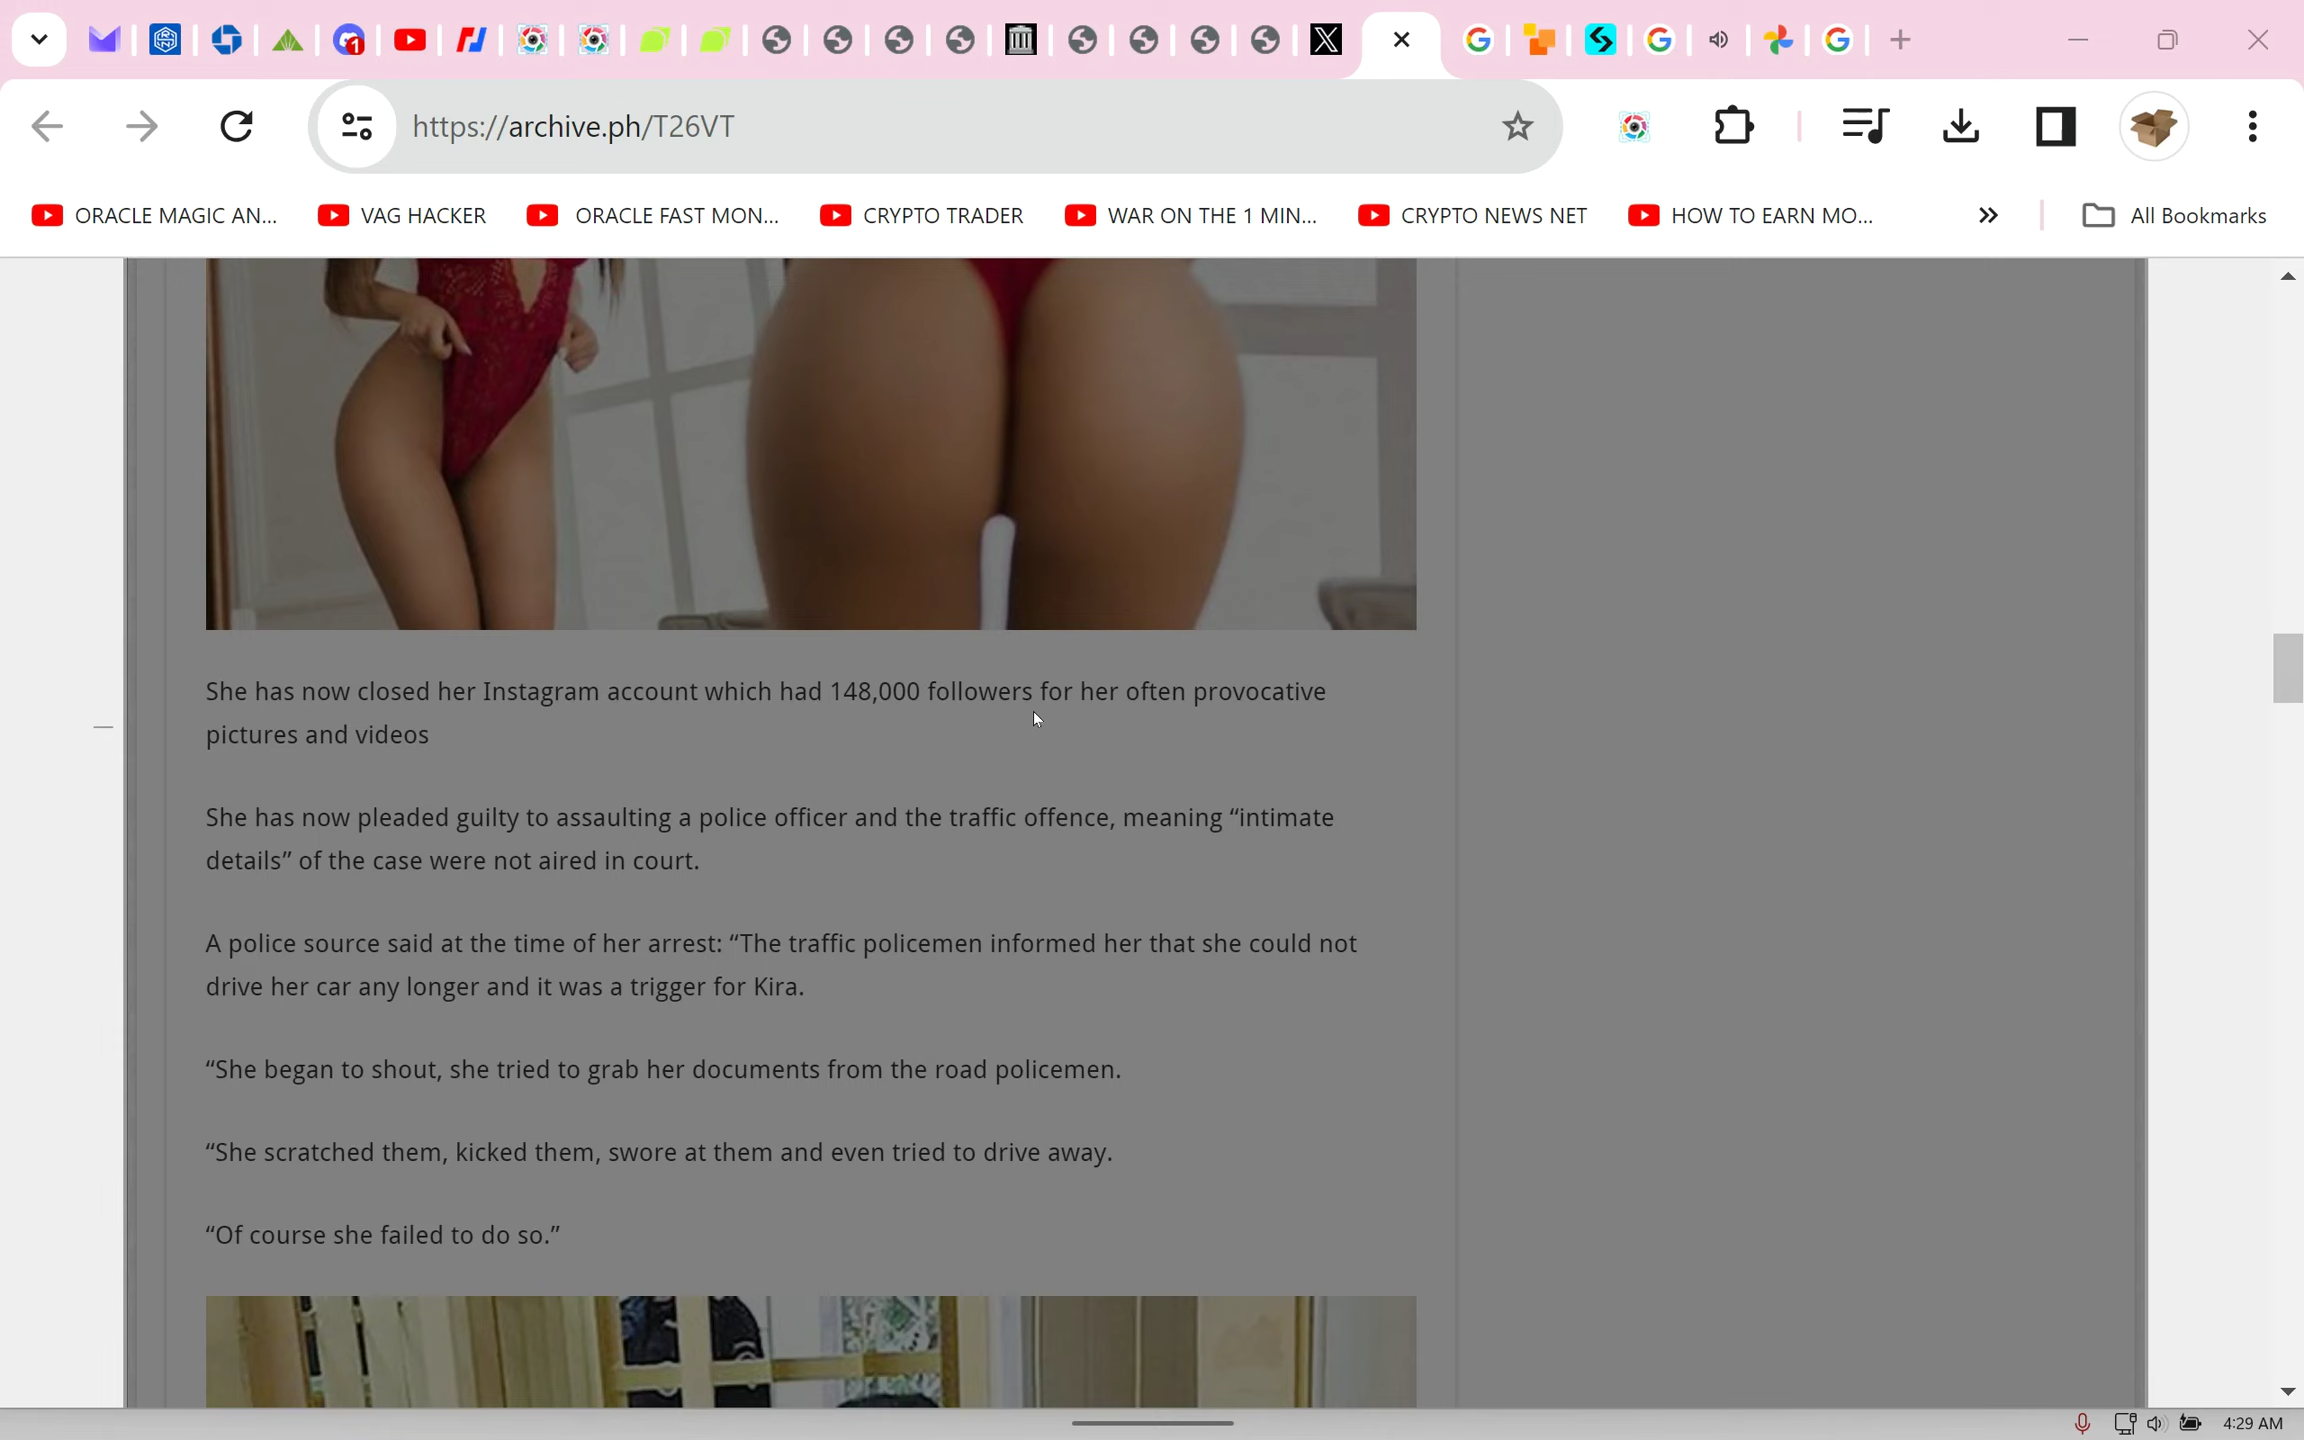 1
https://archive.ph/T26VT
ORACLE MAGIC AN...
VAG HACKER
ORACLE FAST MON...
CRYPTO TRADER
WAR ON THE 1 MIN...
CRYPTO NEWS NET
HOW TO EARN MO...
All Bookmarks
She has now closed her Instagram account which had 148,000 followers for her often provocative
pictures and videos
She has now pleaded guilty to assaulting a police officer and the traffic offence, meaning “intimate
details” of the case were not aired in court.
A police source said at the time of her arrest: “The traffic policemen informed her that she could not
drive her car any longer and it was a trigger for Kira.
“She began to shout, she tried to grab her documents from the road policemen.
“She scratched them, kicked them, swore at them and even tried to drive away.
“Of course she failed to do so.”
4:29 AM